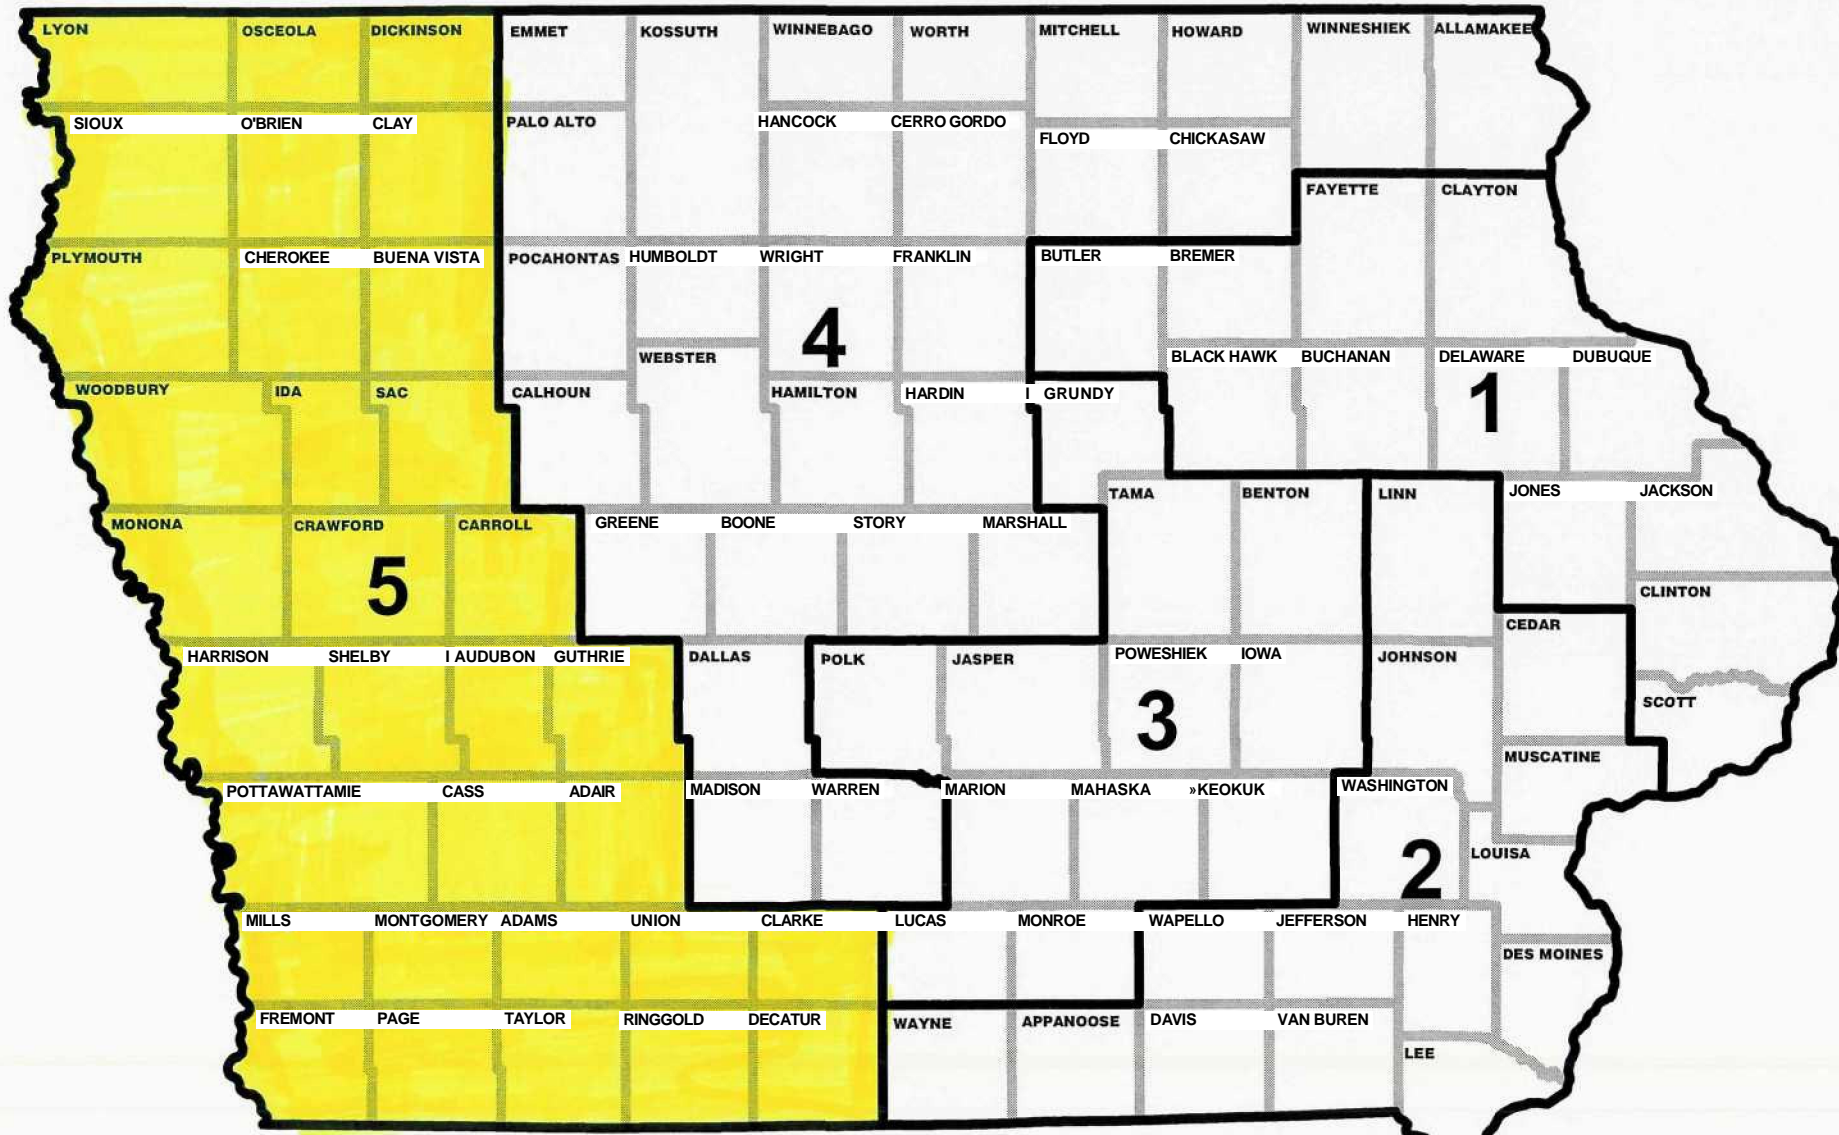 LYON OSCEOLA DICKINSON EMMET KOSSUTH WINNEBAGO WORTH MITCHELL HOWARD WINNESHIEK ALLAMAKEE
SIOUX O'BRIEN CLAY PALO ALTO HANCOCK CERRO GORDO
FLOYD CHICKASAW
FAYETTE CLAYTON
PLYMOUTH CHEROKEE BUENA VISTA POCAHONTAS HUMBOLDT WRIGHT FRANKLIN BUTLER BREMER
4
WEBSTER BLACK HAWK BUCHANAN DELAWARE DUBUQUE
WOODBURY IDA SAC CALHOUN HAMILTON HARDIN I GRUNDY
1
TAMA BENTON LINN JONES JACKSON
MONONA CRAWFORD CARROLL GREENE BOONE STORY MARSHALL
5
CLINTON
CEDAR
HARRISON SHELBY I AUDUBON GUTHRIE DALLAS POLK JASPER POWESHIEK IOWA JOHNSON
SCOTT
3
MUSCATINE
POTTAWATTAMIE CASS ADAIR MADISON WARREN MARION MAHASKA »KEOKUK WASHINGTON
LOUISA
2
MILLS MONTGOMERY ADAMS UNION CLARKE LUCAS MONROE WAPELLO JEFFERSON HENRY
DES MOINES
FREMONT PAGE TAYLOR RINGGOLD DECATUR WAYNE APPANOOSE DAVIS VAN BUREN
LEE